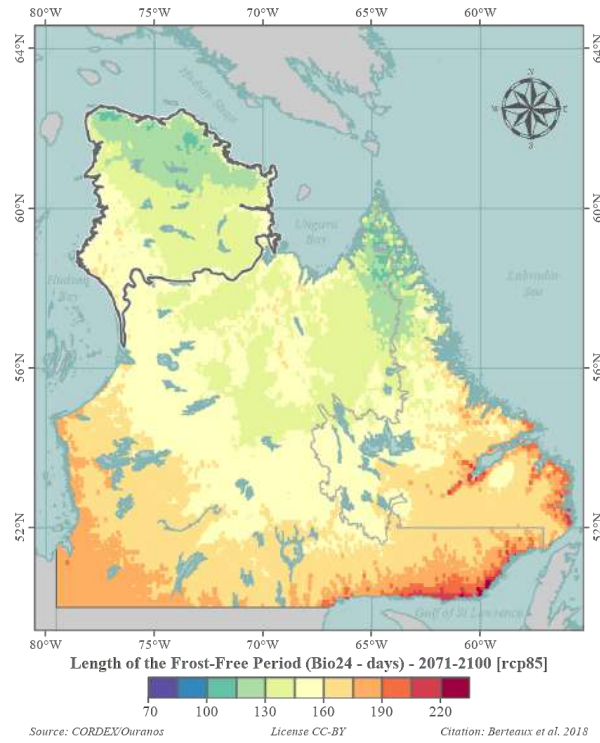 80°W 75°W 70°W 65°W 60°W
64°N 64°N
Hudson Strait
N
W E
S
60°N 60°N
Ungava
Bay
Hudson
Bay
Labrador
Sea
56°N 56°N
52°N 52°N
Gulf of St Lawrence
80°W 75°W 70°W 65°W 60°W
Length of the Frost-Free Period (Bio24 - days) - 2071-2100 [rcp85]
70 100 130 160 190 220
Source: CORDEX/Ouranos License CC-BY Citation: Berteaux et al. 2018